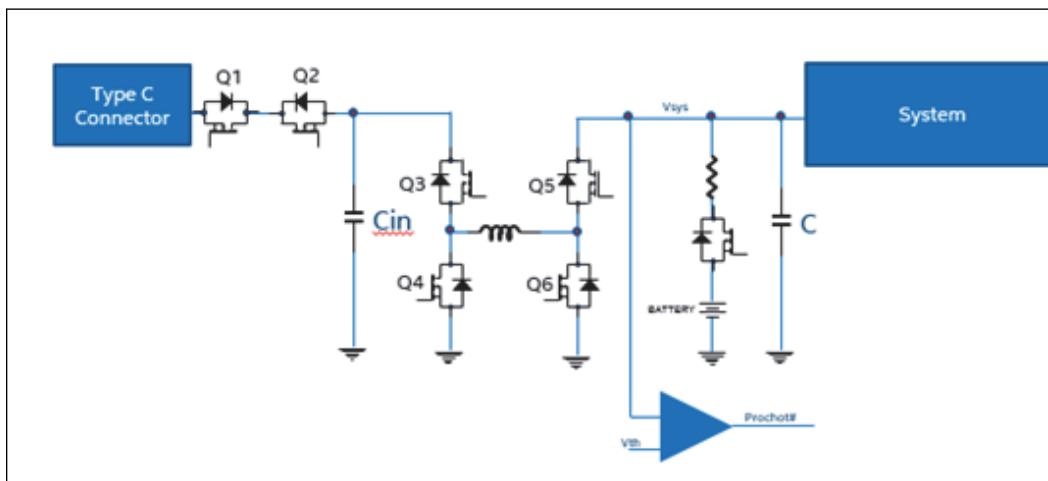 Type C
Connector
Q1
Q2
Vsys
System
Q3
Q5
Cin
C
Q4
Q6
BATTERY
Prochot#
Vth